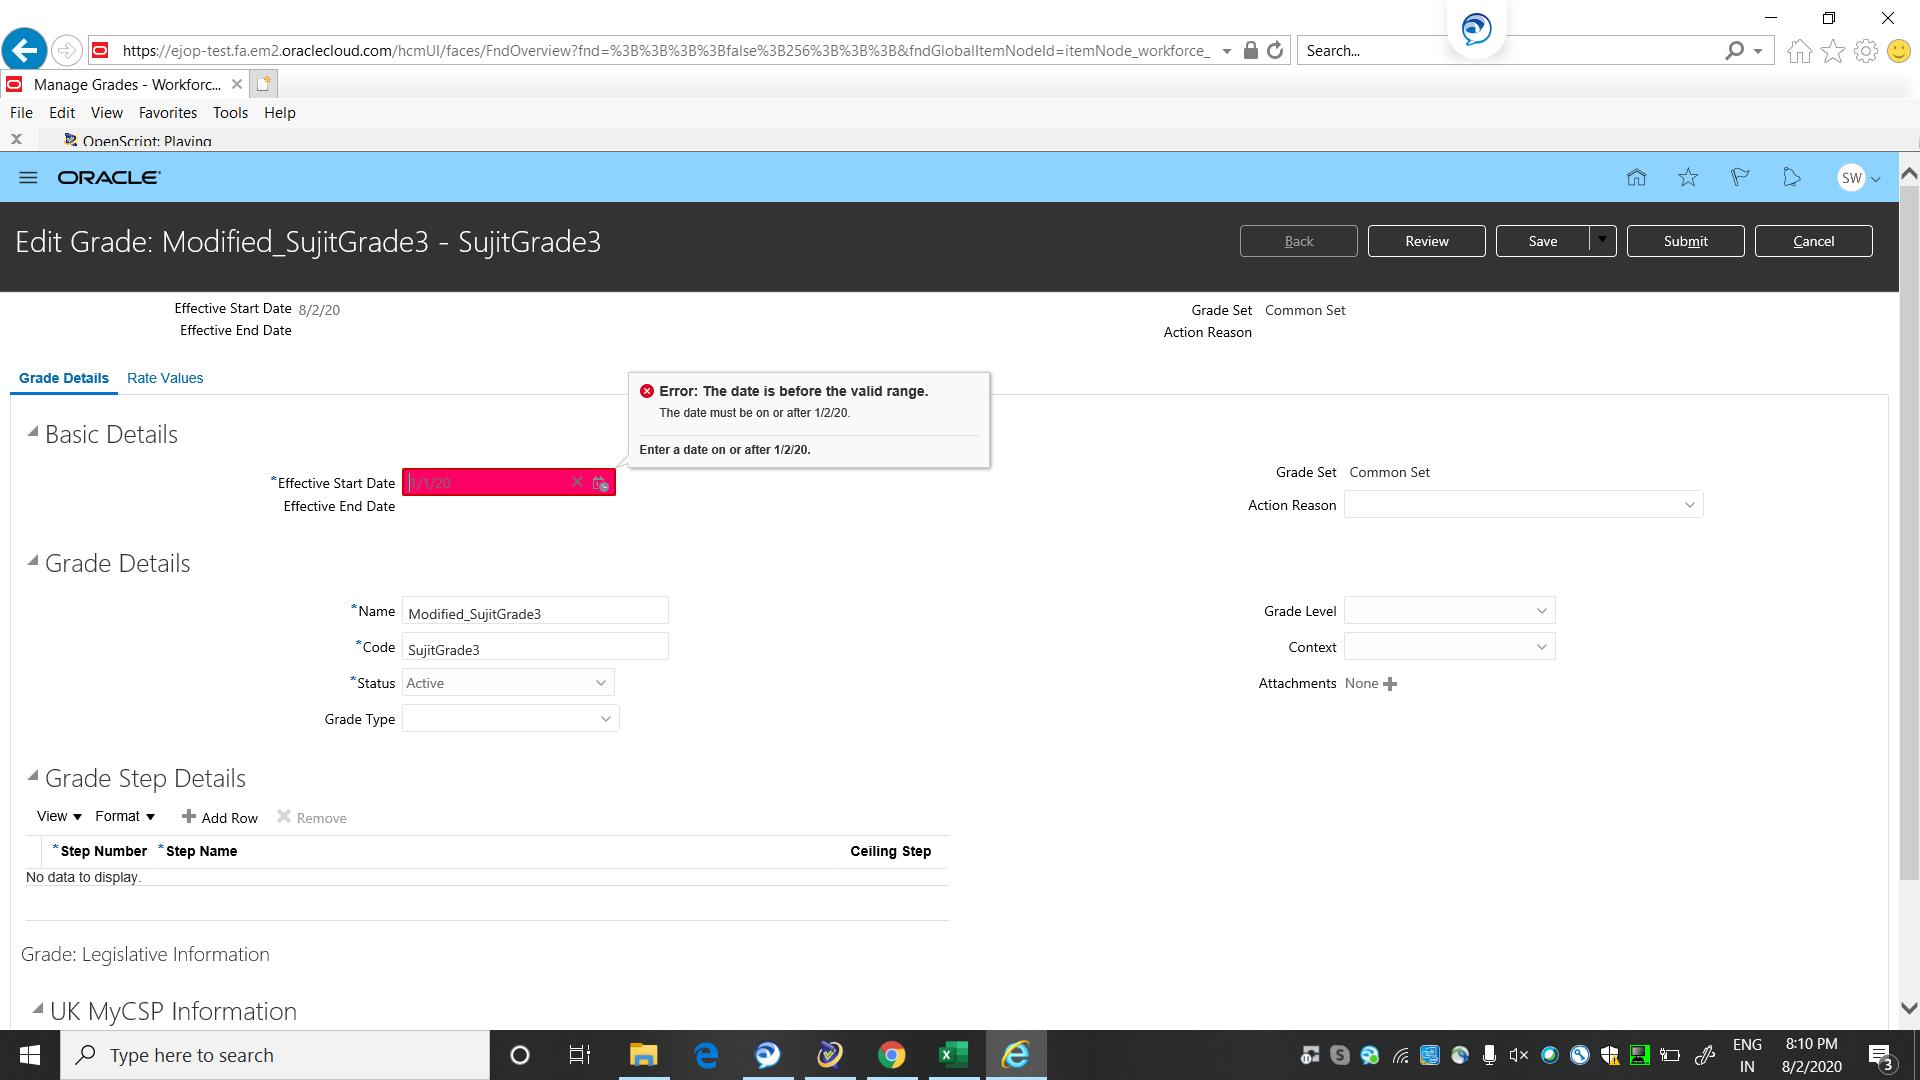 https://ejop-test.fa.em2.oraclecloud.com/hcmUI/faces/FndOverview?fnd=%3B%3B%3B%3Bfalse%3B256%3B%3B%3B&fndGlobalItemNodeId=itemNode_workforce_
Search...
Manage Grades - Workforc...
File Edit View Favorites Tools Help
OpenScript: Playing
ORACLE
SW
Edit Grade: Modified_SujitGrade3 - SujitGrade3
Back Review Save Submit Cancel
Effective Start Date 8/2/20
Effective End Date
Grade Set Common Set
Action Reason
Grade Details Rate Values
Error: The date is before the valid range.
The date must be on or after 1/2/20.
Enter a date on or after 1/2/20.
Basic Details
*Effective Start Date 1/1/20
Effective End Date
Grade Set Common Set
Action Reason
Grade Details
*Name Modified_SujitGrade3
*Code SujitGrade3
*Status Active
Grade Type
Grade Level
Context
Attachments None
Grade Step Details
View Format Add Row Remove
*Step Number *Step Name Ceiling Step
No data to display.
Grade: Legislative Information
UK MyCSP Information
Type here to search
ENG
IN
8:10 PM
8/2/2020
3